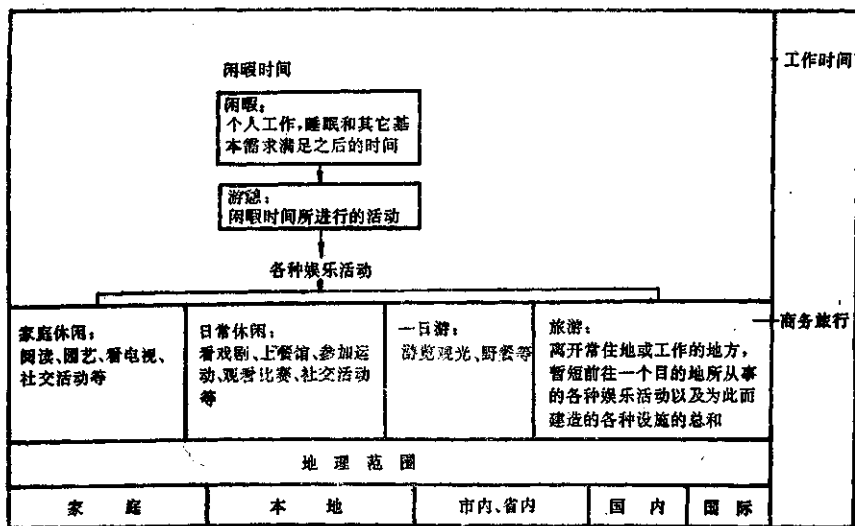 闲暇时间
工作时间
闲暇：
个人工作，睡眠和其它基
本需求满足之后的时间
游憩：
闲暇时间所进行的活动
各种娱乐活动
家庭休闲：
阅读、园艺、看电视、
社交活动等
日常休闲：
看戏剧、上餐馆、参加运
动、观看比赛、社交活动
等
一日游：
游览观光、野餐等
旅游：
离开常住地或工作的地方，
暂短前往一个目的地所从事
的各种娱乐活动以及为此而
建造的各种设施的总和
商务旅行
地理范围
家庭
本地
市内、省内
国内
国际